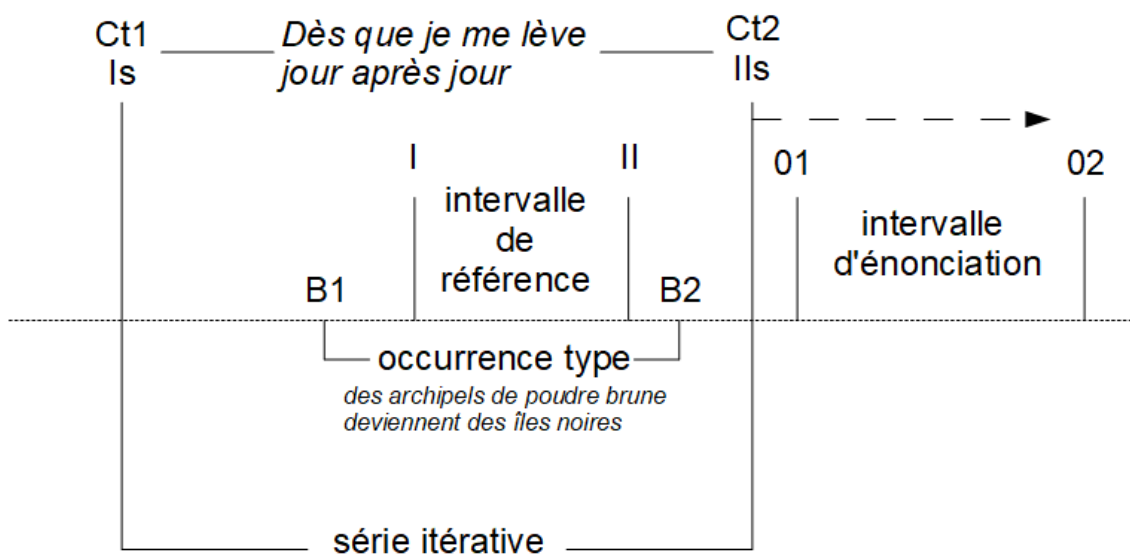 Ct1
Is
Dès que je me lève
jour après jour
Ct2
IIs
I
II
01
02
intervalle
de
référence
intervalle
d'énonciation
B1
B2
occurrence type
des archipels de poudre brune
deviennent des îles noires
série itérative